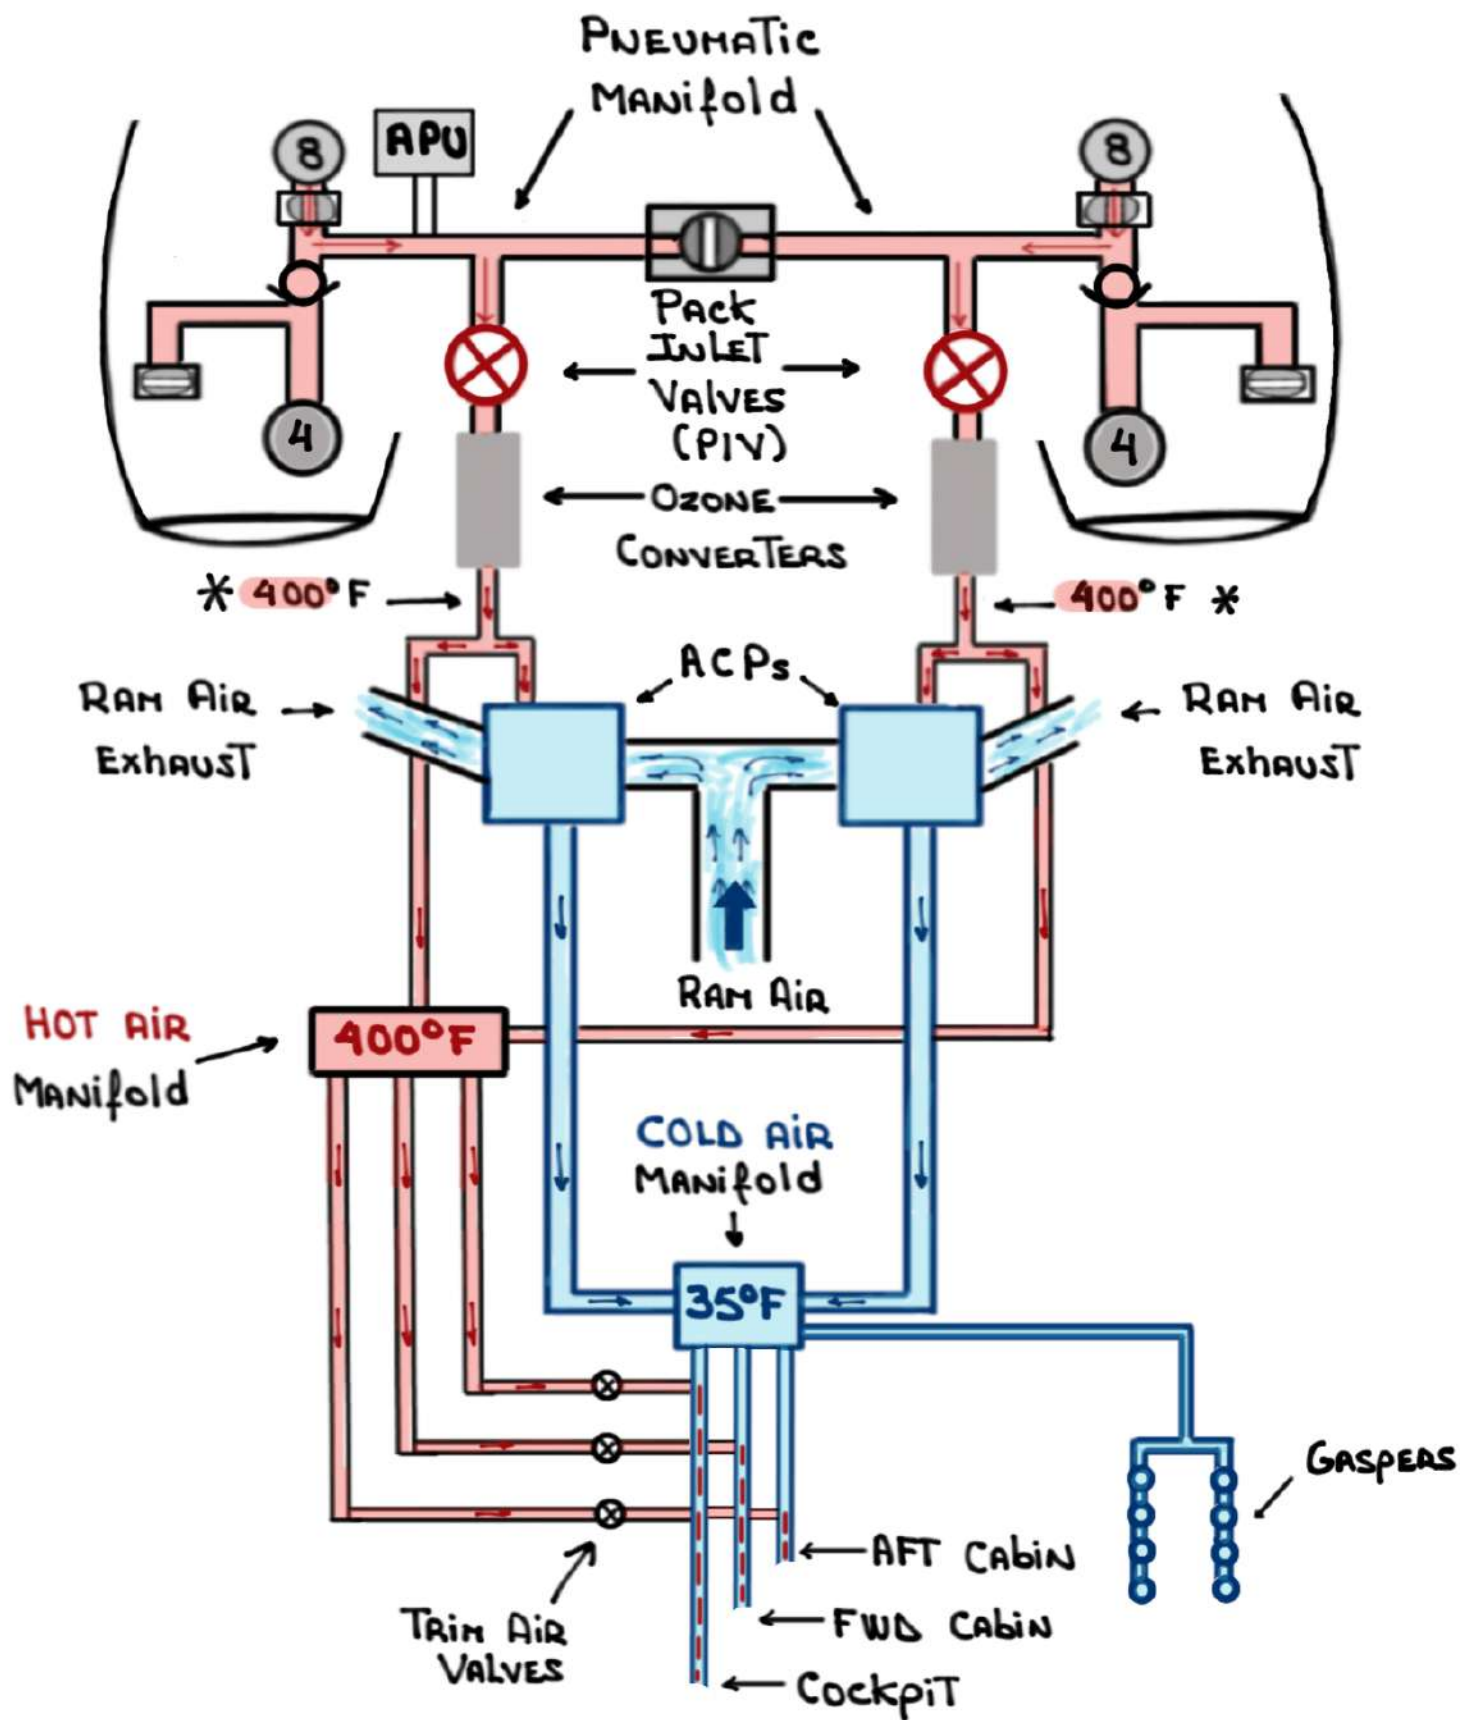 Pneumatic
Manifold
8
APU
8
Pack
Inlet
Valves
(PIV)
4
4
Ozone
Converters
* 400°F
400°F *
ACPs
Ram Air
Exhaust
Ram Air
Exhaust
Ram Air
HOT AIR
Manifold
400°F
COLD AIR
Manifold
35°F
Gaspers
AFT Cabin
FWD Cabin
Cockpit
Trim Air
Valves